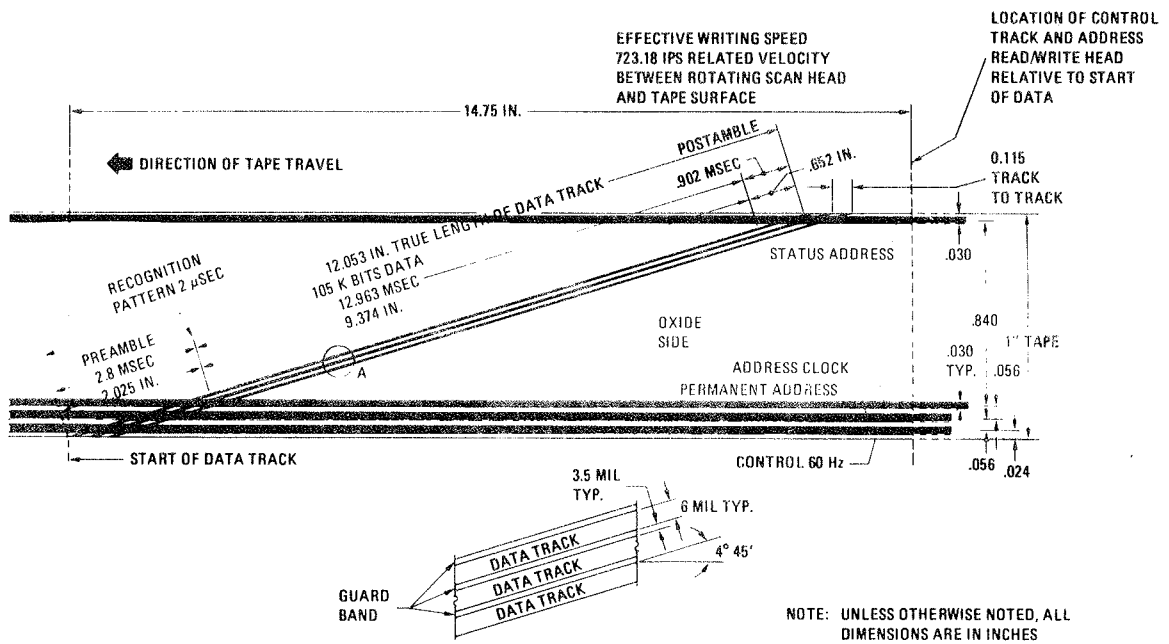 EFFECTIVE WRITING SPEED
723.18 IPS RELATED VELOCITY
BETWEEN ROTATING SCAN HEAD
AND TAPE SURFACE
LOCATION OF CONTROL
TRACK AND ADDRESS
READ/WRITE HEAD
RELATIVE TO START
OF DATA
14.75 IN.
DIRECTION OF TAPE TRAVEL
POSTAMBLE
.902 MSEC
.652 IN.
0.115
TRACK
TO TRACK
12.053 IN. TRUE LENGTH OF DATA TRACK
105 K BITS DATA
12.963 MSEC
9.374 IN.
STATUS ADDRESS
.030
RECOGNITION
PATTERN 2 μSEC
PREAMBLE
2.8 MSEC
2.025 IN.
A
OXIDE
SIDE
.840
1" TAPE
.030
TYP.
.056
ADDRESS CLOCK
PERMANENT ADDRESS
START OF DATA TRACK
CONTROL 60 Hz
.056
.024
3.5 MIL
TYP.
6 MIL TYP.
4° 45'
DATA TRACK
DATA TRACK
DATA TRACK
GUARD
BAND
NOTE: UNLESS OTHERWISE NOTED, ALL
DIMENSIONS ARE IN INCHES